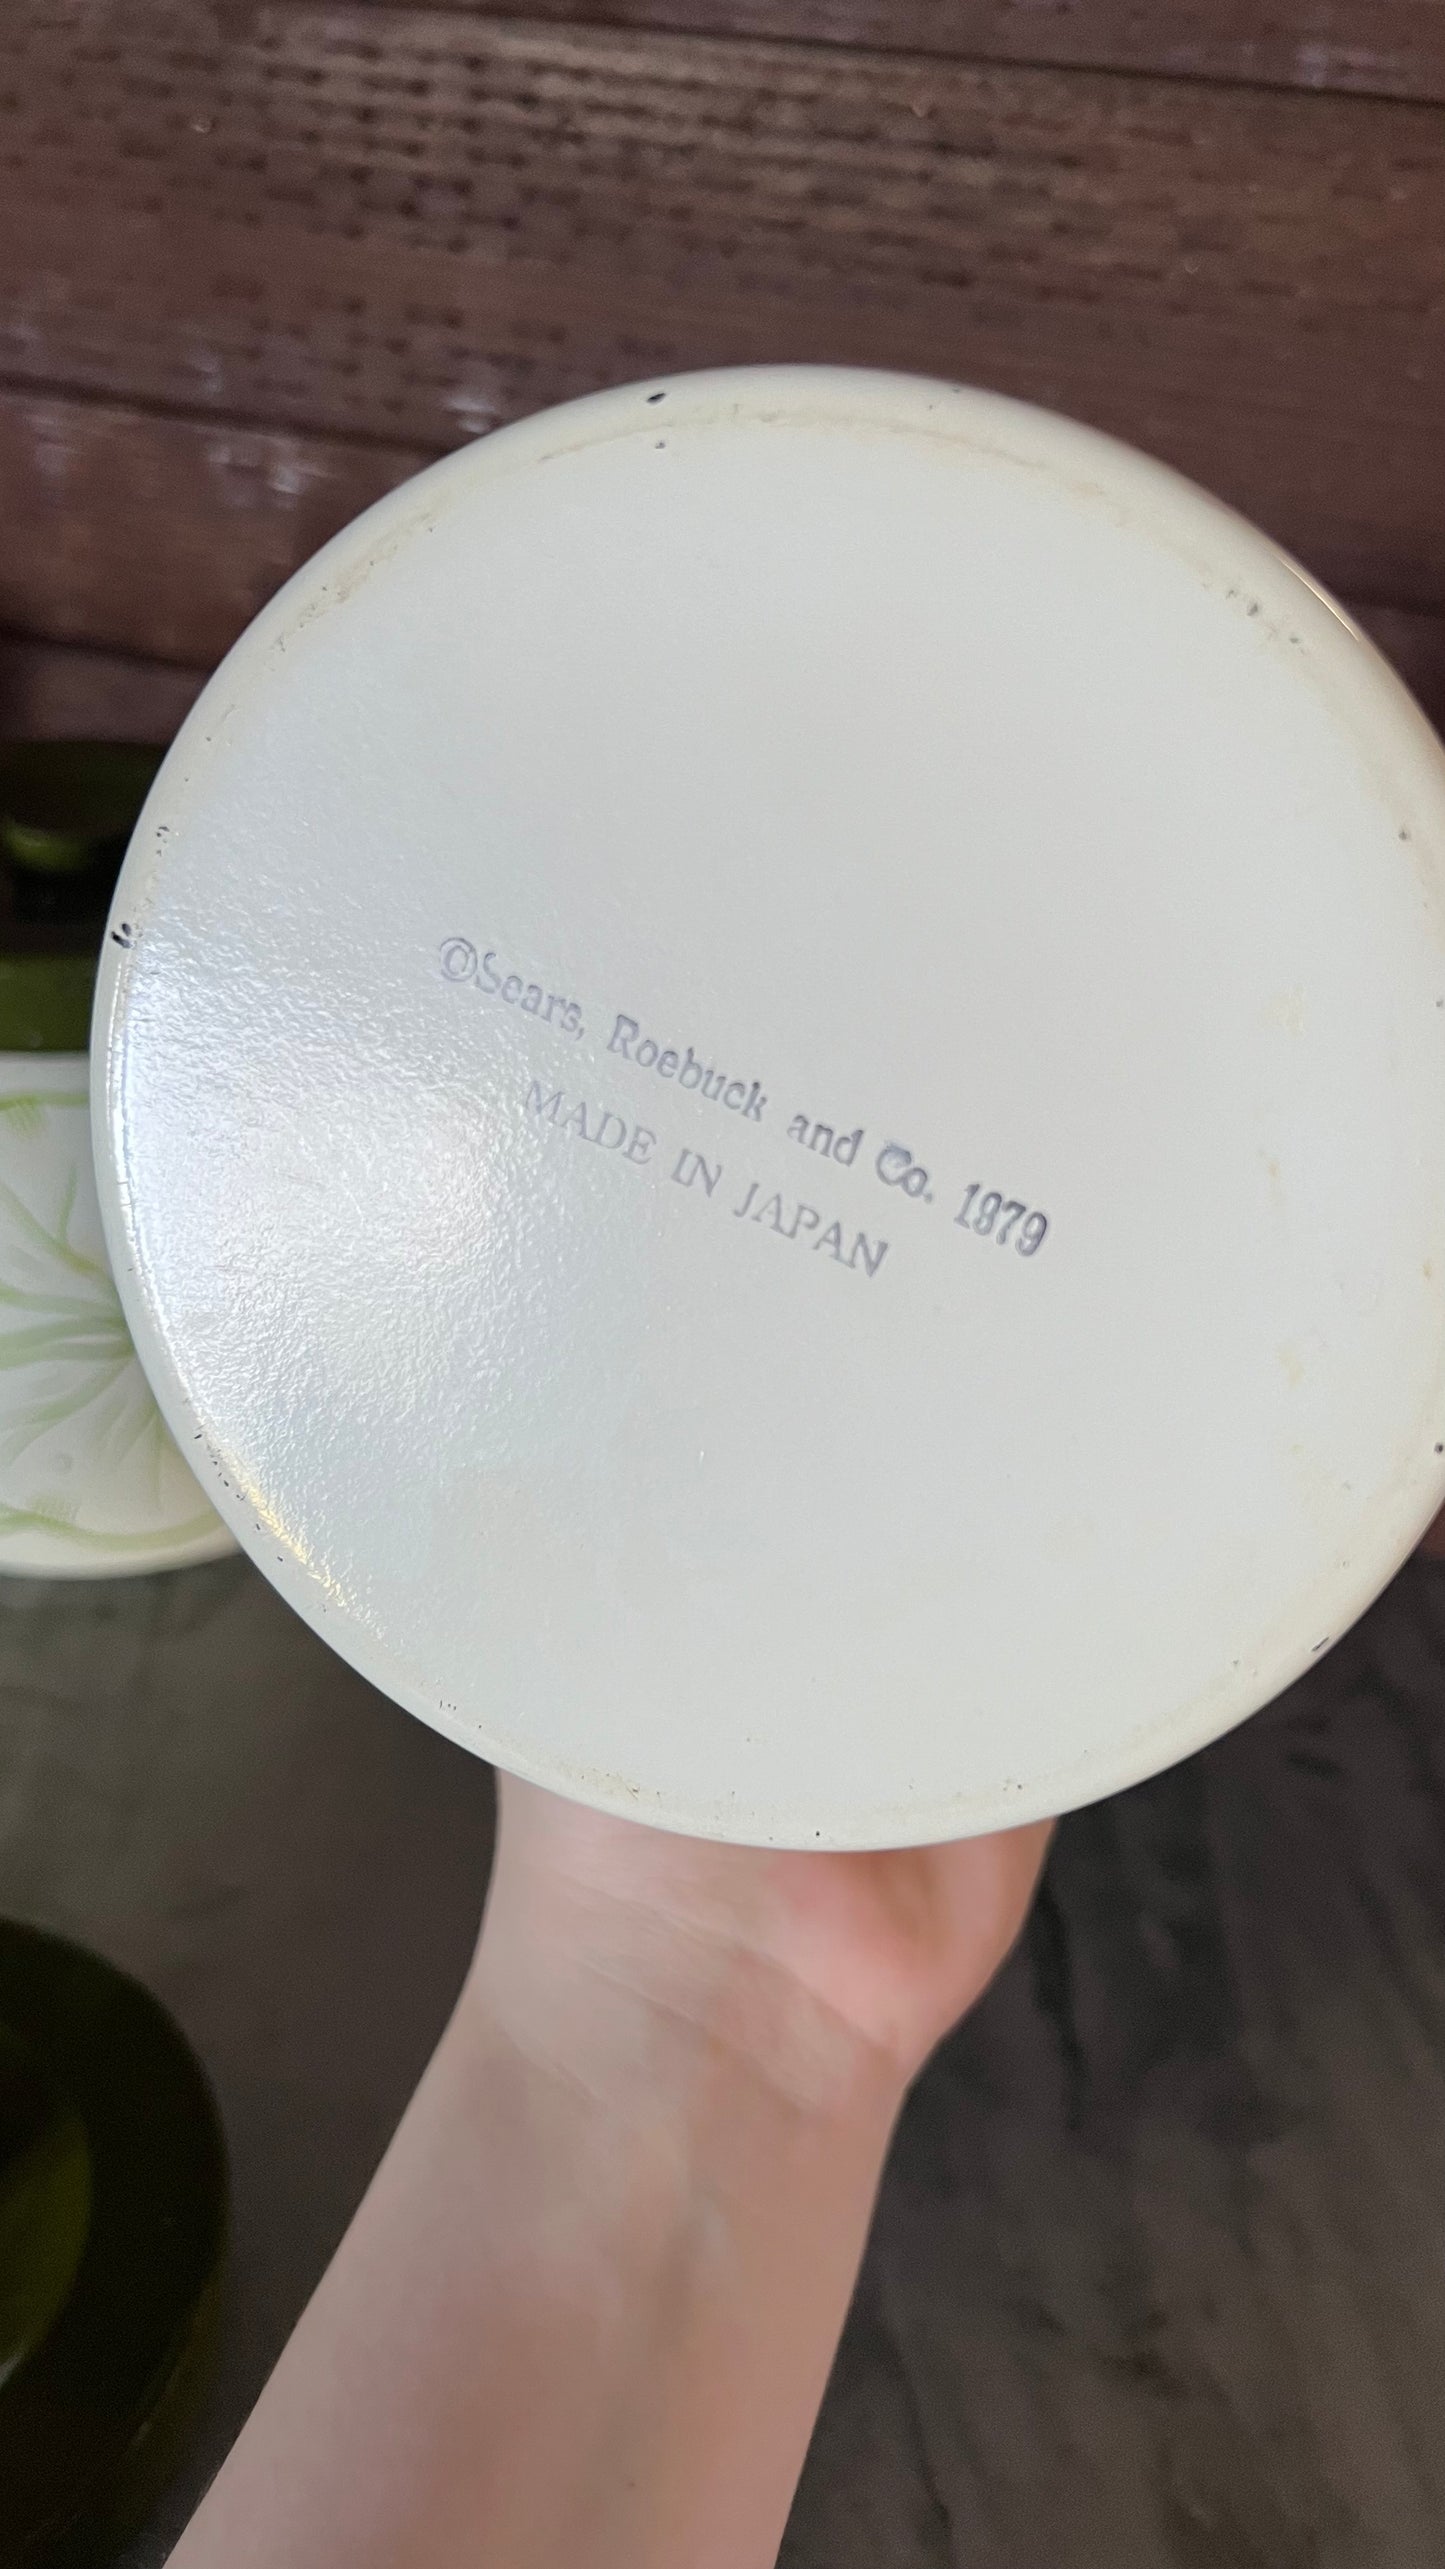 ©Sears, Roebuck and Co. 1979
MADE IN JAPAN